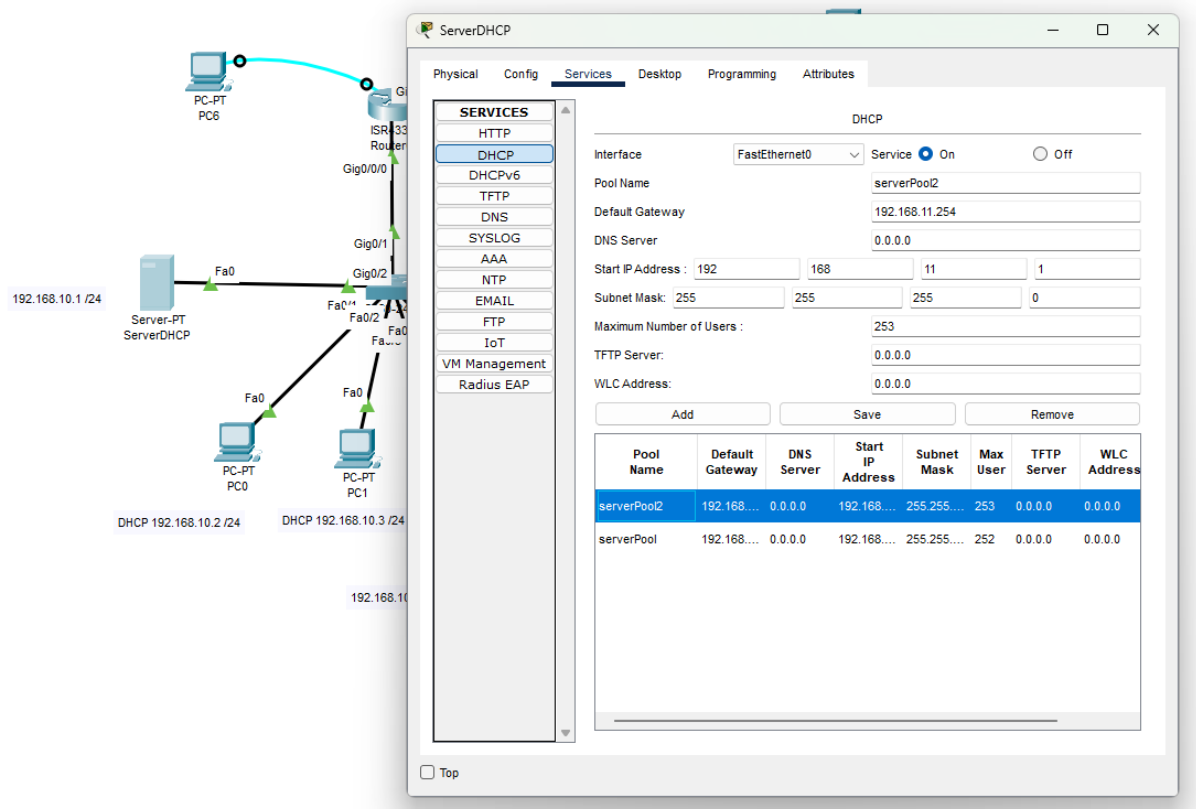 ServerDHCP
Physical Config Services Desktop Programming Attributes
SERVICES
HTTP
DHCP
DHCPv6
TFTP
DNS
SYSLOG
AAA
NTP
EMAIL
FTP
IoT
VM Management
Radius EAP
DHCP
Interface FastEthernet0 Service On Off
Pool Name serverPool2
Default Gateway 192.168.11.254
DNS Server 0.0.0.0
Start IP Address : 192 168 11 1
Subnet Mask: 255 255 255 0
Maximum Number of Users : 253
TFTP Server: 0.0.0.0
WLC Address: 0.0.0.0
Add Save Remove
Pool Name Default Gateway DNS Server Start IP Address Subnet Mask Max User TFTP Server WLC Address
serverPool2 192.168.... 0.0.0.0 192.168.... 255.255.... 253 0.0.0.0 0.0.0.0
serverPool 192.168.... 0.0.0.0 192.168.... 255.255.... 252 0.0.0.0 0.0.0.0
Top
PC-PT
PC6
Gi
ISR433
Router
Gig0/0/0
Gig0/1
Gig0/2
Fa0
192.168.10.1 /24
Server-PT
ServerDHCP
Fa0/1
Fa0/2
Fa0
Fa0
PC-PT
PC0
DHCP 192.168.10.2 /24
Fa0
PC-PT
PC1
DHCP 192.168.10.3 /24
192.168.10